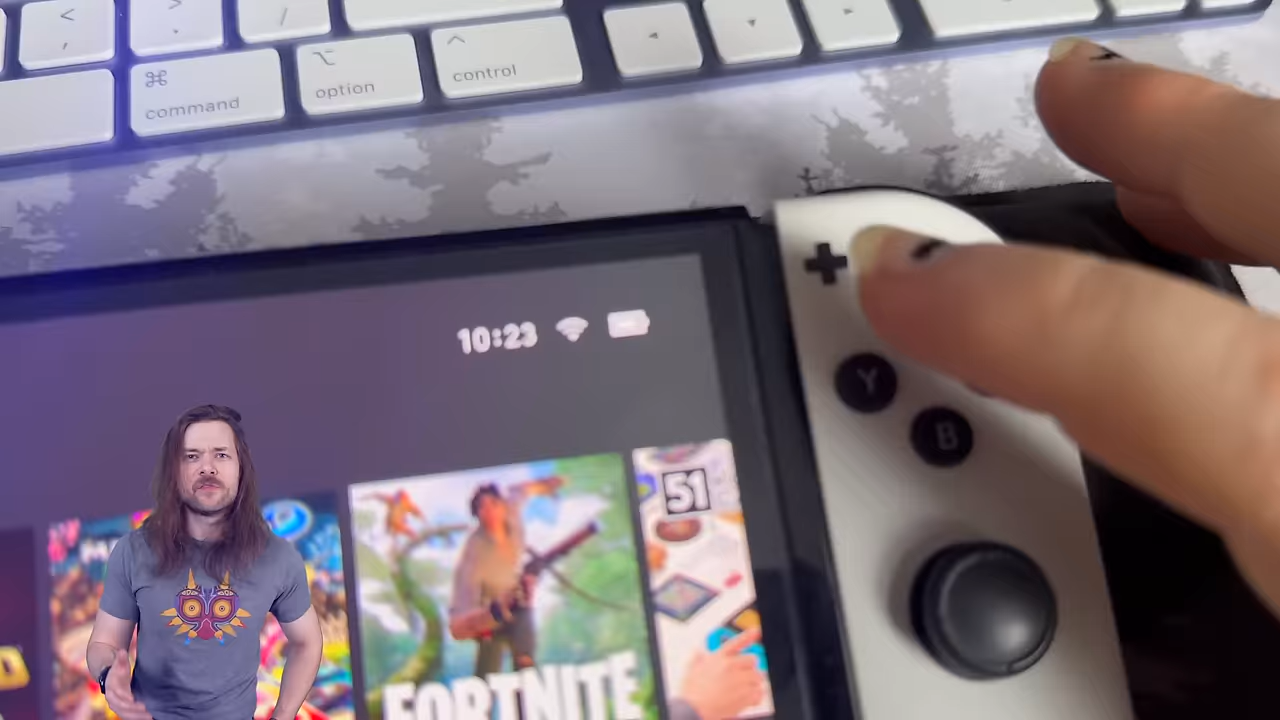 <
,
>
.
/
⌘
command
⌥
option
^
control
◂
▾
▸
+
10:23
Y
B
51
FORTNITE